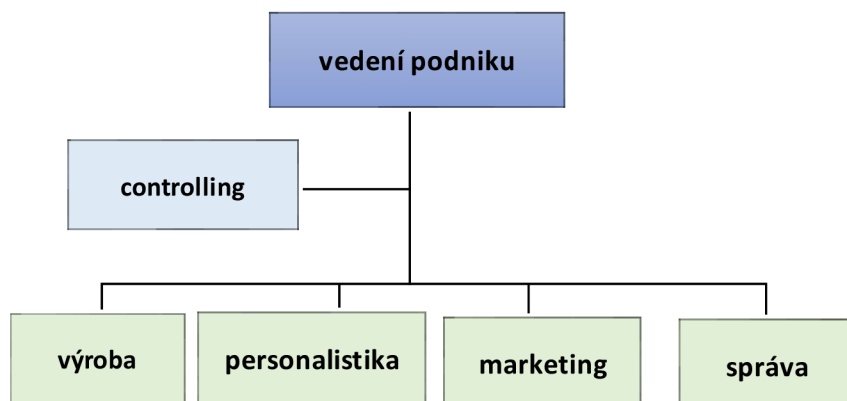 vedení podniku
controlling
výroba
personalistika
marketing
správa